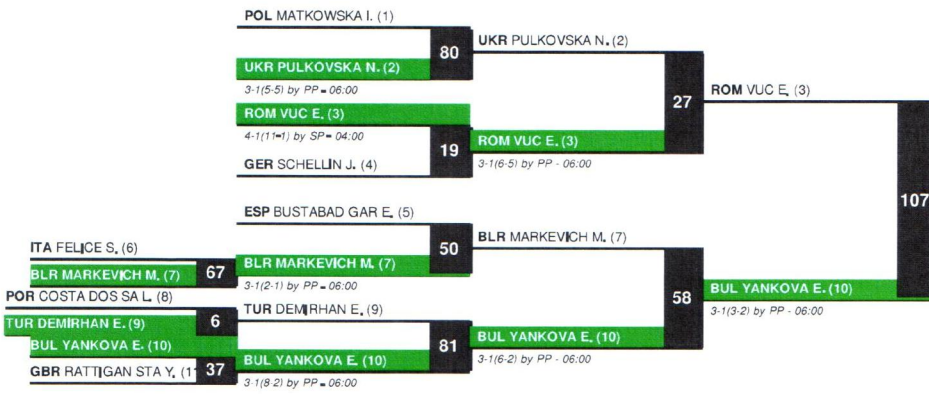 POL MATKOWSKA I. (1)
80
UKR PULKOVSKA N. (2)
UKR PULKOVSKA N. (2)
3-1(5-5) by PP = 06:00
27
ROM VUC E. (3)
ROM VUC E. (3)
4-1(11-1) by SP = 04:00
19
ROM VUC E. (3)
3-1(6-5) by PP - 06:00
GER SCHELLIN J. (4)
107
ESP BUSTABAD GAR E. (5)
50
BLR MARKEVICH M. (7)
ITA FELICE S. (6)
67
BLR MARKEVICH M. (7)
BLR MARKEVICH M. (7)
3-1(2-1) by PP = 06:00
58
BUL YANKOVA E. (10)
3-1(3-2) by PP - 06:00
POR COSTA DOS SA L. (8)
6
TUR DEMIRHAN E. (9)
TUR DEMIRHAN E. (9)
81
BUL YANKOVA E. (10)
3-1(6-2) by PP - 06:00
BUL YANKOVA E. (10)
37
BUL YANKOVA E. (10)
3-1(8-2) by PP = 06:00
GBR RATTIGAN STA Y. (1